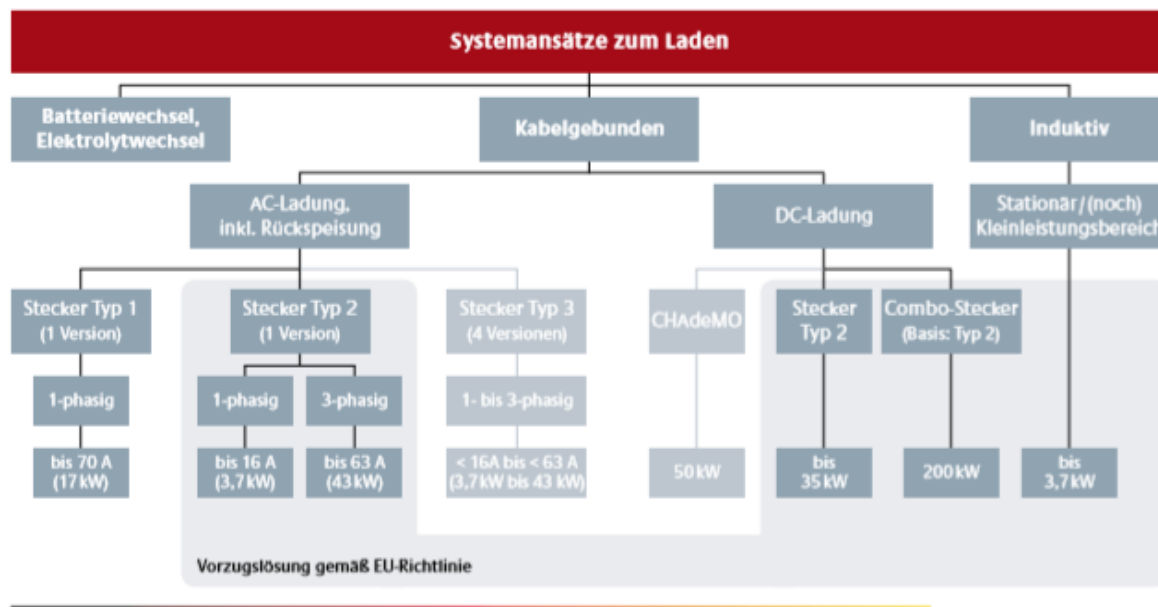 Systemansätze zum Laden
Batteriewechsel,
Elektrolytwechsel
Kabelgebunden
Induktiv
AC-Ladung,
inkl. Rückspeisung
DC-Ladung
Stationär/(noch)
Kleinleistungsbereich
Stecker Typ 1
(1 Version)
Stecker Typ 2
(1 Version)
Stecker Typ 3
(4 Versionen)
CHAdeMO
Stecker
Typ 2
Combo-Stecker
(Basis: Typ 2)
1-phasig
1-phasig
3-phasig
1- bis 3-phasig
bis 70 A
(17 kW)
bis 16 A
(3,7 kW)
bis 63 A
(43 kW)
< 16A bis < 63 A
(3,7 kW bis 43 kW)
50 kW
bis
35 kW
200 kW
bis
3,7 kW
Vorzugslösung gemäß EU-Richtlinie